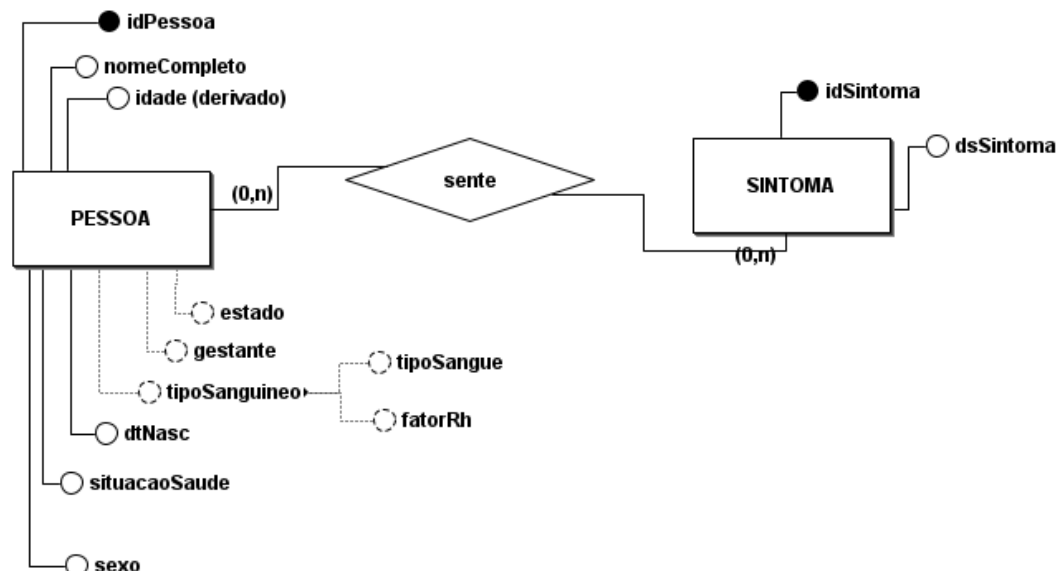 idPessoa
nomeCompleto
idade (derivado)
PESSOA
(0,n)
sente
idSintoma
dsSintoma
SINTOMA
(0,n)
estado
gestante
tipoSanguineo
tipoSangue
fatorRh
dtNasc
situacaoSaude
sexo